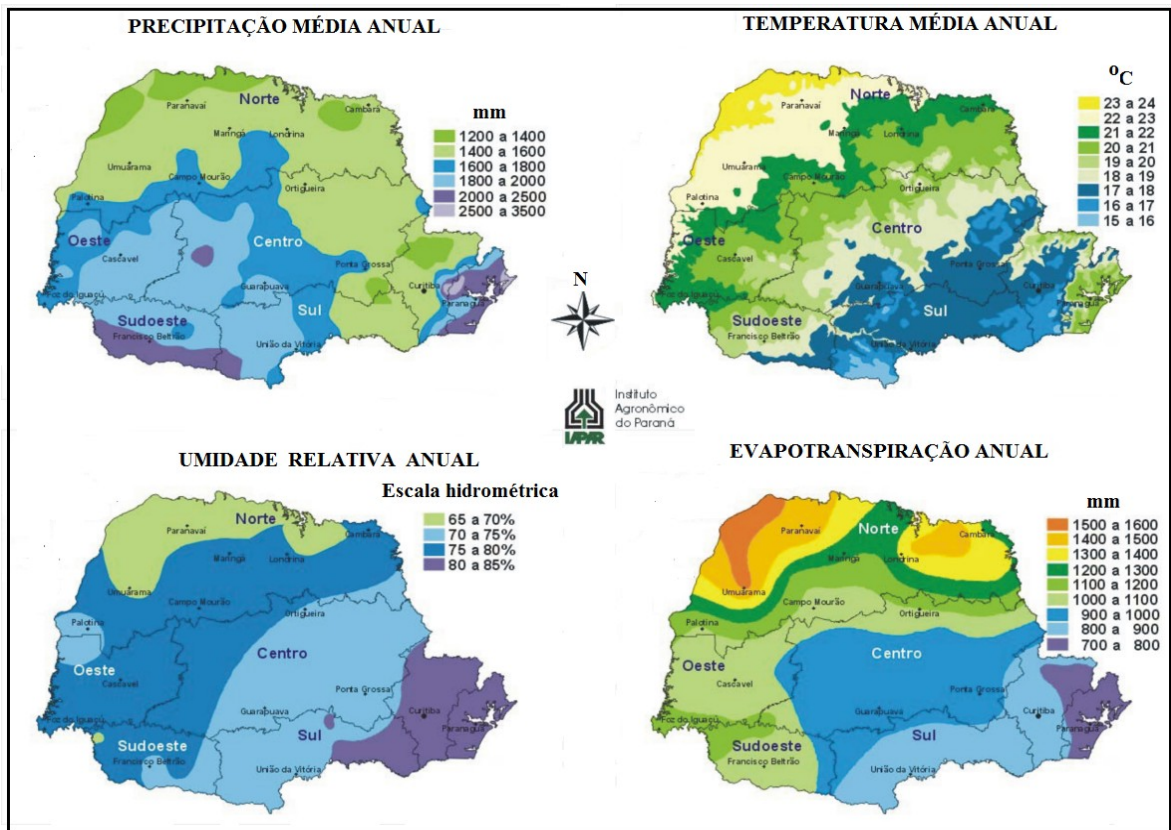 PRECIPITAÇÃO MÉDIA ANUAL
mm
1200 a 1400
1400 a 1600
1600 a 1800
1800 a 2000
2000 a 2500
2500 a 3500
Norte
Paranavaí
Cambará
Maringá
Londrina
Umuarama
Campo Mourão
Ortigueira
Palotina
Oeste
Centro
Cascavel
Ponta Grossa
Foz do Iguaçú
Guarapuava
Curitiba
Paranaguá
Sudoeste
Sul
Francisco Beltrão
União da Vitória
TEMPERATURA MÉDIA ANUAL
oC
23 a 24
22 a 23
21 a 22
20 a 21
19 a 20
18 a 19
17 a 18
16 a 17
15 a 16
Norte
Paranavaí
Cambará
Maringá
Londrina
Umuarama
Campo Mourão
Ortigueira
Palotina
Oeste
Centro
Cascavel
Ponta Grossa
Foz do Iguaçú
Guarapuava
Curitiba
Paranaguá
Sudoeste
Sul
Francisco Beltrão
União da Vitória
N
IAPAR
Instituto
Agronômico
do Paraná
UMIDADE RELATIVA ANUAL
Escala hidrométrica
65 a 70%
70 a 75%
75 a 80%
80 a 85%
Norte
Paranavaí
Cambará
Maringá
Londrina
Umuarama
Campo Mourão
Ortigueira
Palotina
Oeste
Centro
Cascavel
Ponta Grossa
Foz do Iguaçú
Guarapuava
Curitiba
Paranaguá
Sudoeste
Sul
Francisco Beltrão
União da Vitória
EVAPOTRANSPIRAÇÃO ANUAL
mm
1500 a 1600
1400 a 1500
1300 a 1400
1200 a 1300
1100 a 1200
1000 a 1100
900 a 1000
800 a 900
700 a 800
Norte
Paranavaí
Cambará
Maringá
Londrina
Umuarama
Campo Mourão
Ortigueira
Palotina
Oeste
Centro
Cascavel
Ponta Grossa
Foz do Iguaçú
Guarapuava
Curitiba
Paranaguá
Sudoeste
Sul
Francisco Beltrão
União da Vitória